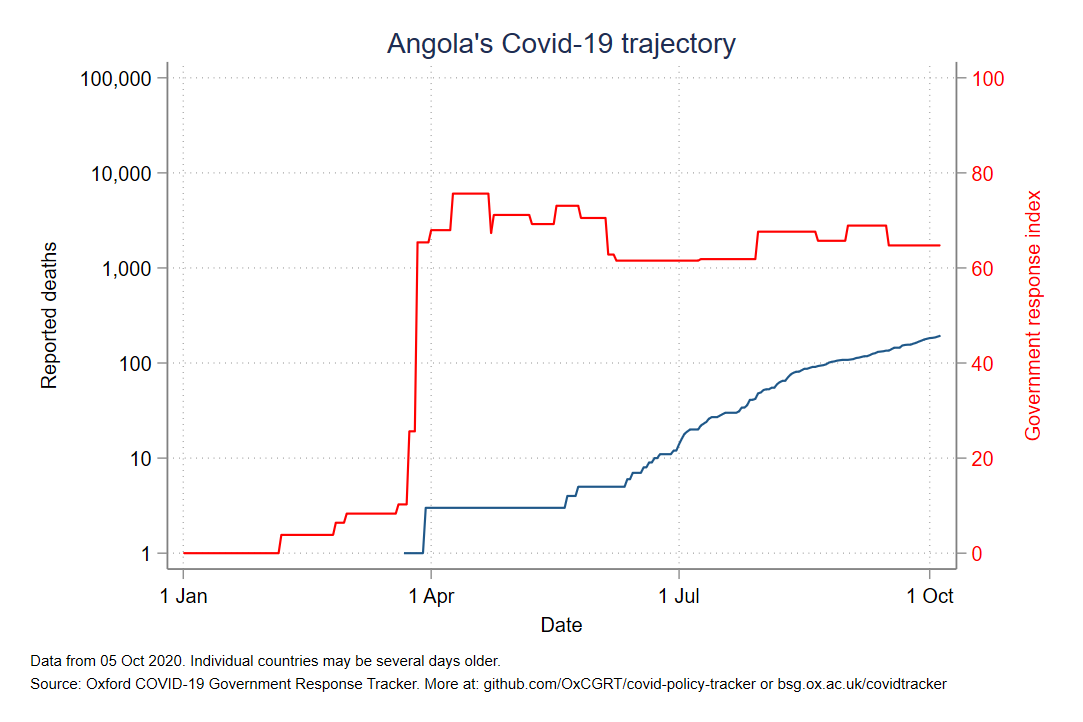 Angola's Covid-19 trajectory
100,000
10,000
1,000
100
10
1
Reported deaths
100
80
60
40
20
0
Government response index
1 Jan
1 Apr
1 Jul
1 Oct
Date
Data from 05 Oct 2020. Individual countries may be several days older.
Source: Oxford COVID-19 Government Response Tracker. More at: github.com/OxCGRT/covid-policy-tracker or bsg.ox.ac.uk/covidtracker